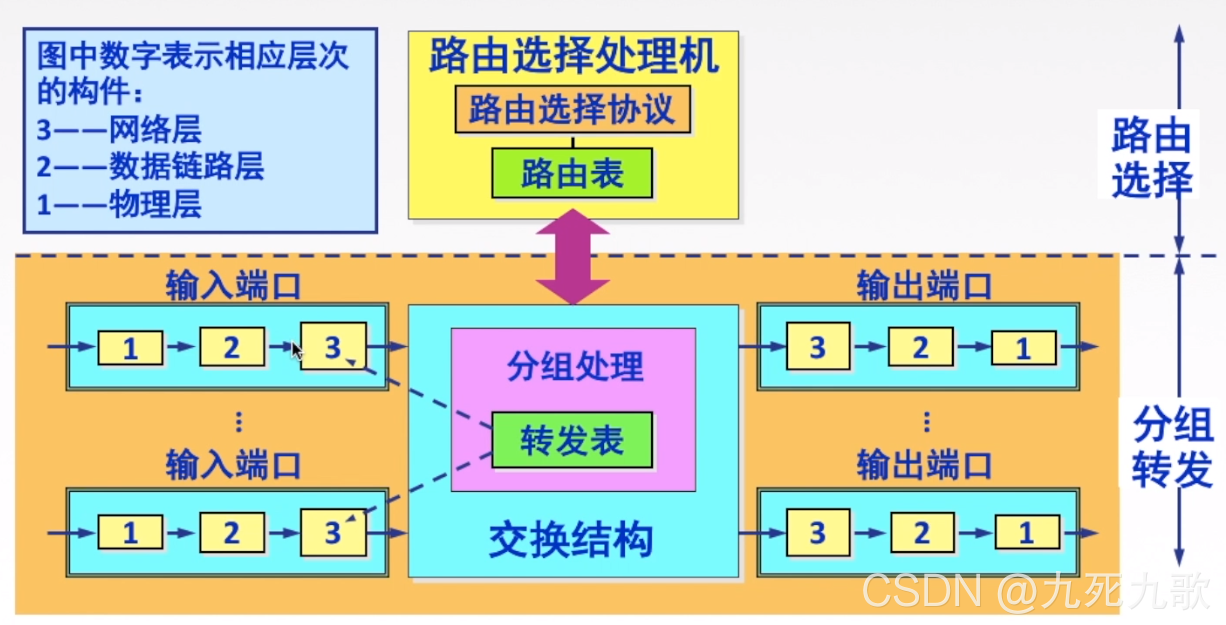 图中数字表示相应层次
的构件：
3——网络层
2——数据链路层
1——物理层
路由选择处理机
路由选择协议
路由表
路由
选择
输入端口
1 2 3
⋮
输入端口
1 2 3
分组处理
转发表
交换结构
输出端口
3 2 1
⋮
输出端口
3 2 1
分组
转发
CSDN @九死九歌